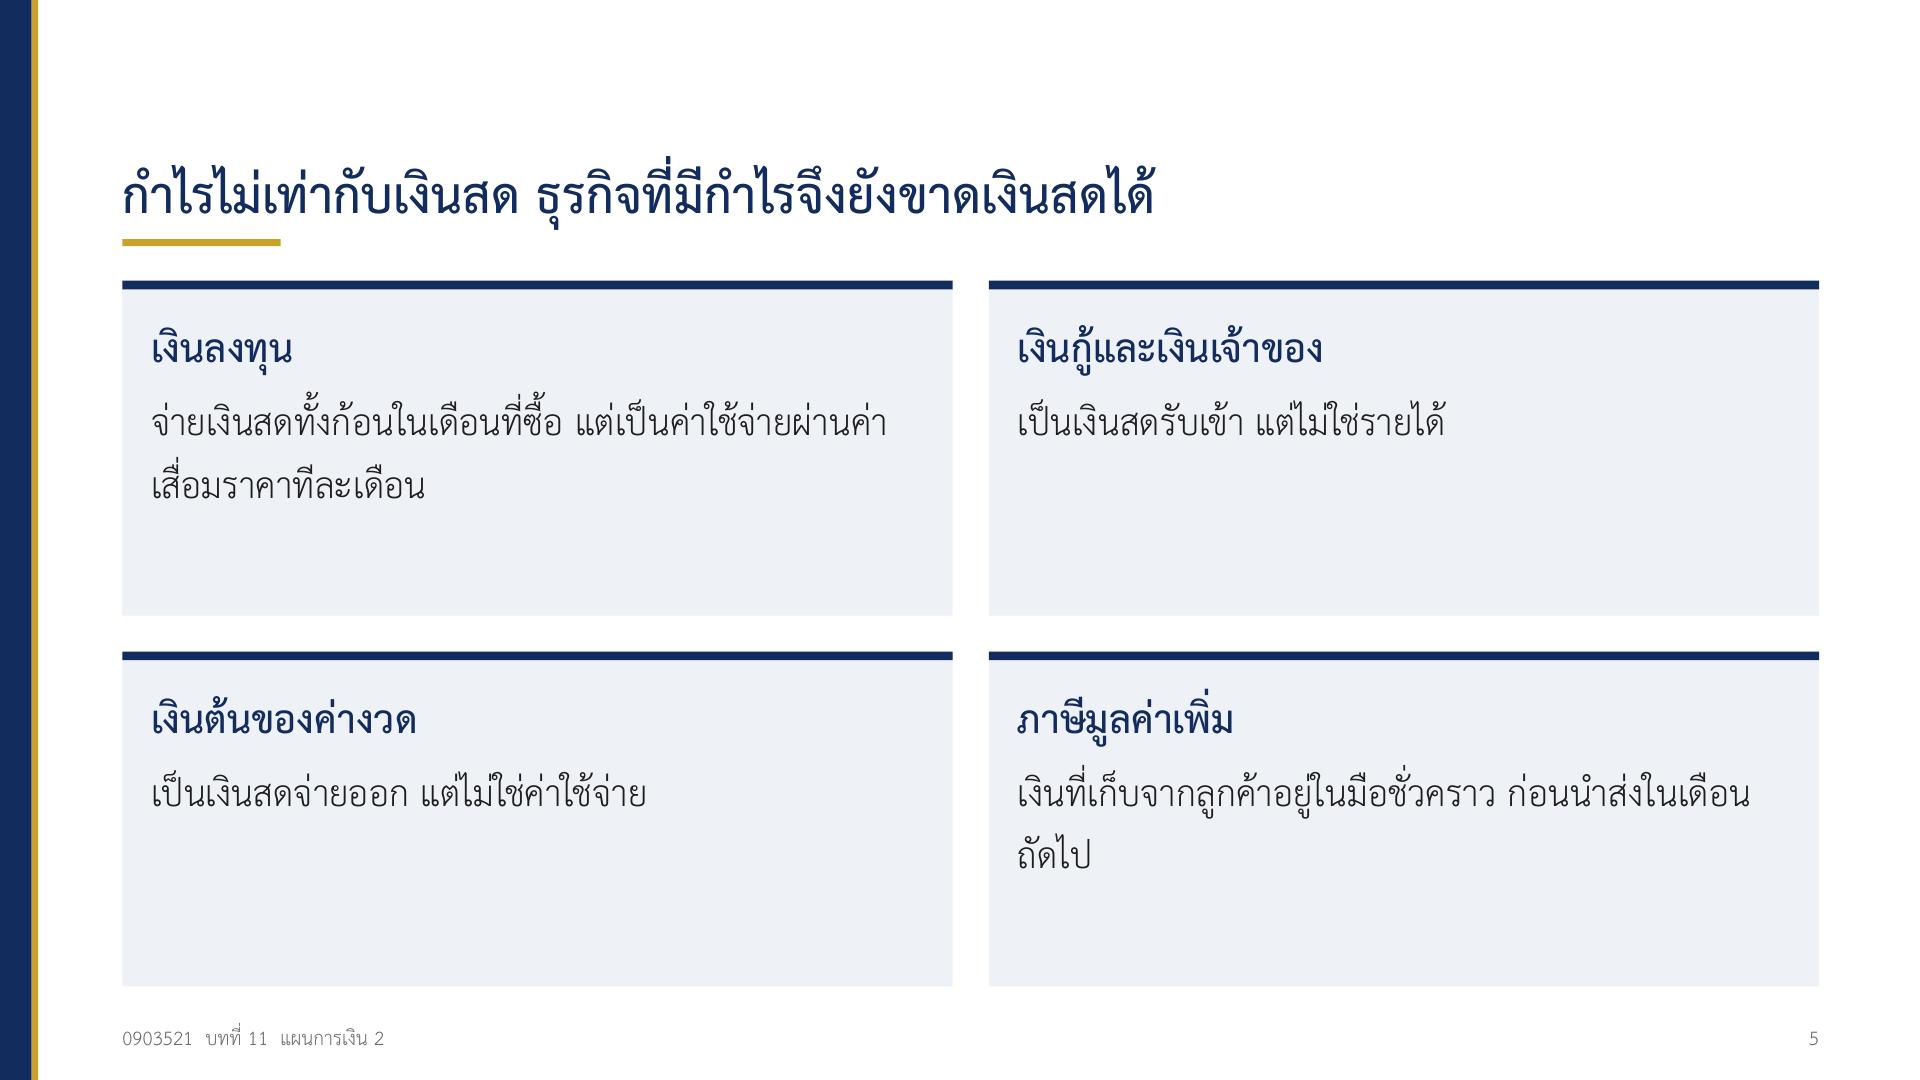 กำไรไม่เท่ากับเงินสด ธุรกิจที่มีกำไรจึงยังขาดเงินสดได้
เงินลงทุน
จ่ายเงินสดทั้งก้อนในเดือนที่ซื้อ แต่เป็นค่าใช้จ่ายผ่านค่า
เสื่อมราคาทีละเดือน
เงินกู้และเงินเจ้าของ
เป็นเงินสดรับเข้า แต่ไม่ใช่รายได้
เงินต้นของค่างวด
เป็นเงินสดจ่ายออก แต่ไม่ใช่ค่าใช้จ่าย
ภาษีมูลค่าเพิ่ม
เงินที่เก็บจากลูกค้าอยู่ในมือชั่วคราว ก่อนนำส่งในเดือน
ถัดไป
0903521 บทที่ 11 แผนการเงิน 2
5